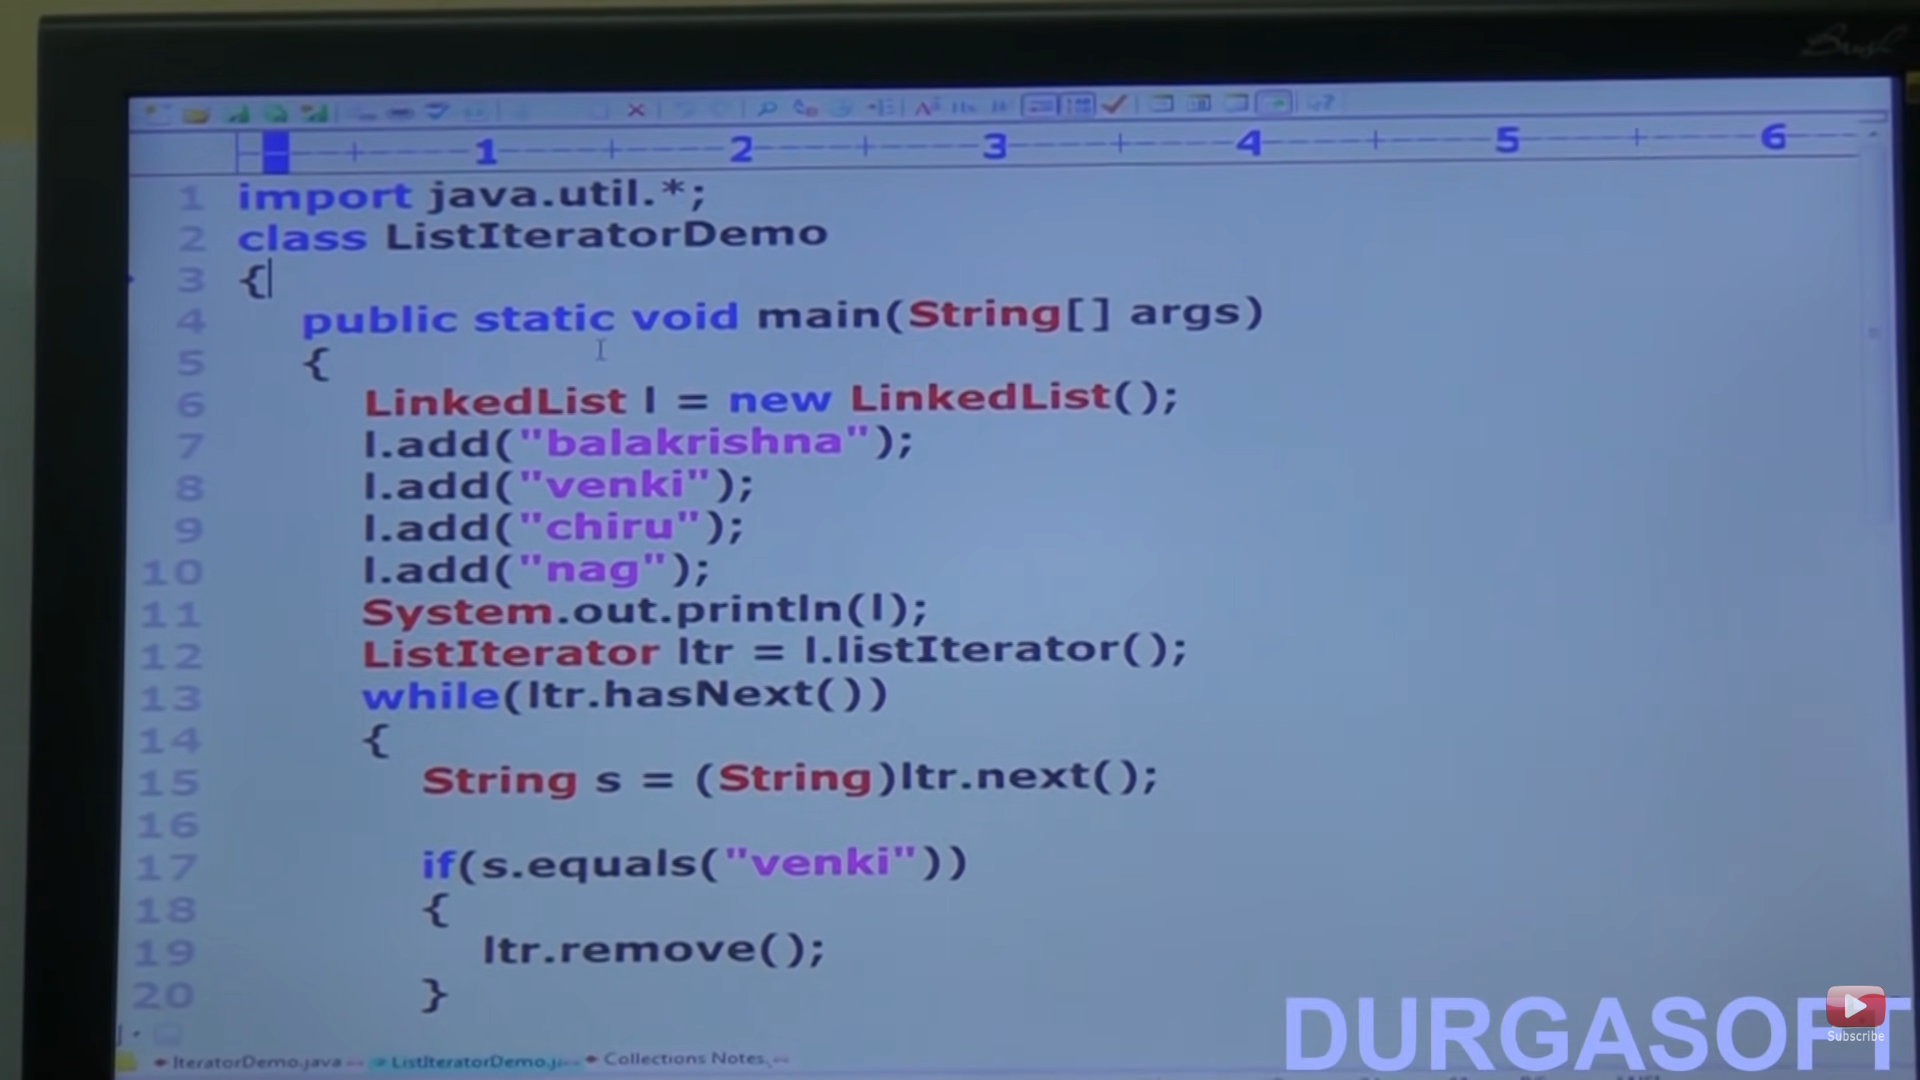 Brush
1 2 3 4 5 6
1 import java.util.*;
2 class ListIteratorDemo
3 {
4 public static void main(String[] args)
5 {
6 LinkedList l = new LinkedList();
7 l.add("balakrishna");
8 l.add("venki");
9 l.add("chiru");
10 l.add("nag");
11 System.out.println(l);
12 ListIterator ltr = l.listIterator();
13 while(ltr.hasNext())
14 {
15 String s = (String)ltr.next();
16
17 if(s.equals("venki"))
18 {
19 ltr.remove();
20 }
IteratorDemo.java ListIteratorDemo.j Collections Notes.
DURGASOFT
Subscribe